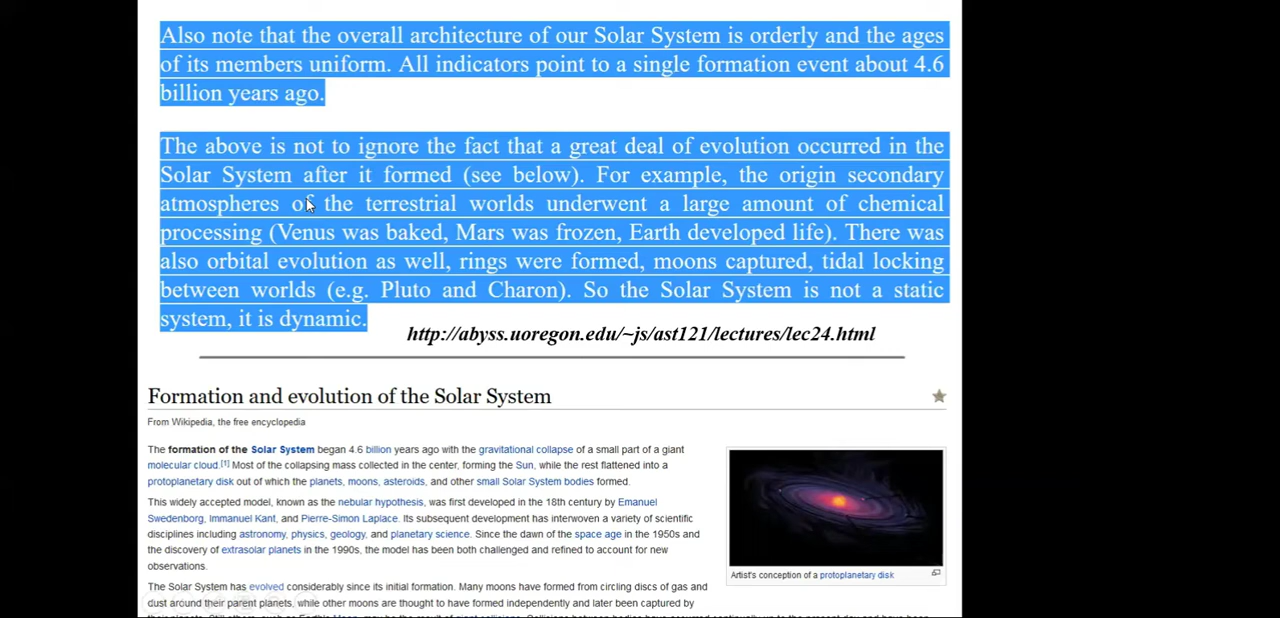 Also note that the overall architecture of our Solar System is orderly and the ages
of its members uniform. All indicators point to a single formation event about 4.6
billion years ago.
The above is not to ignore the fact that a great deal of evolution occurred in the
Solar System after it formed (see below). For example, the origin secondary
atmospheres of the terrestrial worlds underwent a large amount of chemical
processing (Venus was baked, Mars was frozen, Earth developed life). There was
also orbital evolution as well, rings were formed, moons captured, tidal locking
between worlds (e.g. Pluto and Charon). So the Solar System is not a static
system, it is dynamic.
http://abyss.uoregon.edu/~js/ast121/lectures/lec24.html
Formation and evolution of the Solar System
From Wikipedia, the free encyclopedia
The formation of the Solar System began 4.6 billion years ago with the gravitational collapse of a small part of a giant
molecular cloud.[1] Most of the collapsing mass collected in the center, forming the Sun, while the rest flattened into a
protoplanetary disk out of which the planets, moons, asteroids, and other small Solar System bodies formed.
This widely accepted model, known as the nebular hypothesis, was first developed in the 18th century by Emanuel
Swedenborg, Immanuel Kant, and Pierre-Simon Laplace. Its subsequent development has interwoven a variety of scientific
disciplines including astronomy, physics, geology, and planetary science. Since the dawn of the space age in the 1950s and
the discovery of extrasolar planets in the 1990s, the model has been both challenged and refined to account for new
observations.
Artist's conception of a protoplanetary disk
The Solar System has evolved considerably since its initial formation. Many moons have formed from circling discs of gas and
dust around their parent planets, while other moons are thought to have formed independently and later been captured by